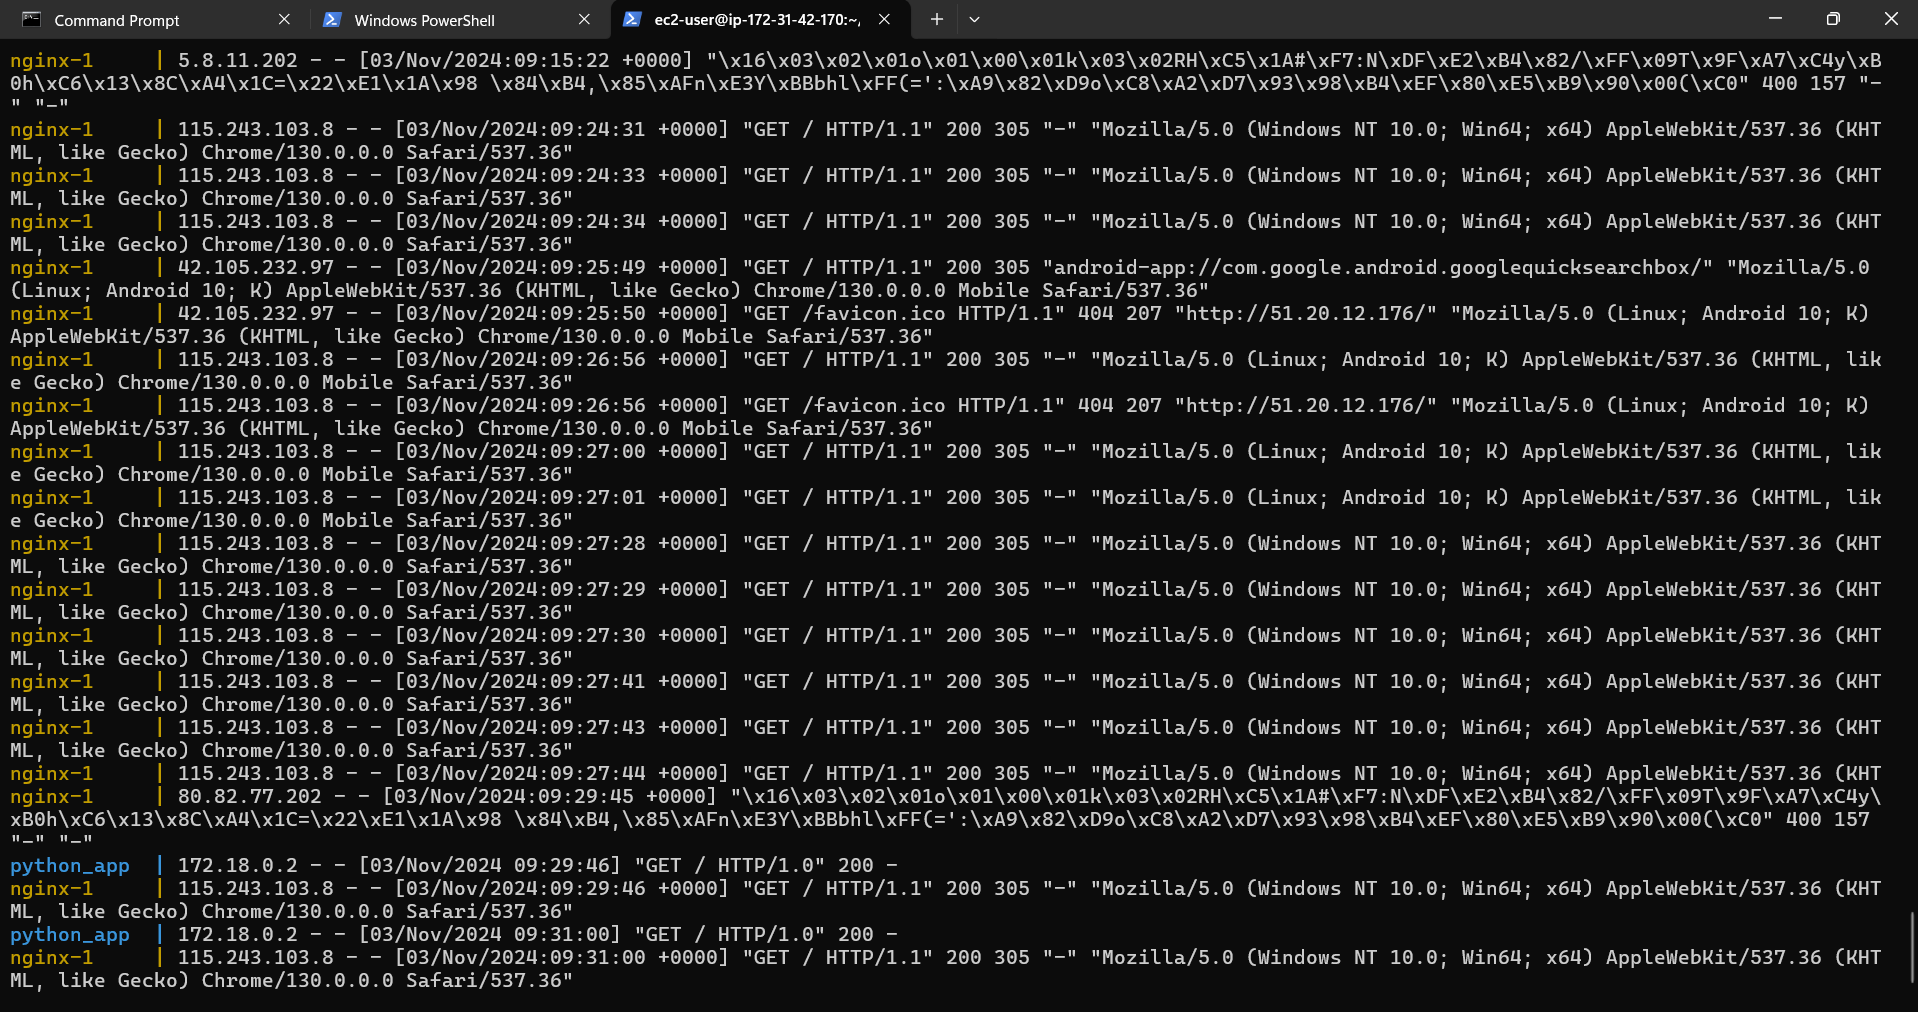 Command Prompt
Windows PowerShell
ec2-user@ip-172-31-42-170:~,
nginx-1 | 5.8.11.202 - - [03/Nov/2024:09:15:22 +0000] "\x16\x03\x02\x01o\x01\x00\x01k\x03\x02RH\xC5\x1A#\xF7:N\xDF\xE2\xB4\x82/\xFF\x09T\x9F\xA7\xC4y\xB
0h\xC6\x13\x8C\xA4\x1C=\x22\xE1\x1A\x98 \x84\xB4,\x85\xAFn\xE3Y\xBBbhl\xFF(=':\xA9\x82\xD9o\xC8\xA2\xD7\x93\x98\xB4\xEF\x80\xE5\xB9\x90\x00(\xC0" 400 157 "-
" "-"
nginx-1 | 115.243.103.8 - - [03/Nov/2024:09:24:31 +0000] "GET / HTTP/1.1" 200 305 "-" "Mozilla/5.0 (Windows NT 10.0; Win64; x64) AppleWebKit/537.36 (KHT
ML, like Gecko) Chrome/130.0.0.0 Safari/537.36"
nginx-1 | 115.243.103.8 - - [03/Nov/2024:09:24:33 +0000] "GET / HTTP/1.1" 200 305 "-" "Mozilla/5.0 (Windows NT 10.0; Win64; x64) AppleWebKit/537.36 (KHT
ML, like Gecko) Chrome/130.0.0.0 Safari/537.36"
nginx-1 | 115.243.103.8 - - [03/Nov/2024:09:24:34 +0000] "GET / HTTP/1.1" 200 305 "-" "Mozilla/5.0 (Windows NT 10.0; Win64; x64) AppleWebKit/537.36 (KHT
ML, like Gecko) Chrome/130.0.0.0 Safari/537.36"
nginx-1 | 42.105.232.97 - - [03/Nov/2024:09:25:49 +0000] "GET / HTTP/1.1" 200 305 "android-app://com.google.android.googlequicksearchbox/" "Mozilla/5.0
(Linux; Android 10; K) AppleWebKit/537.36 (KHTML, like Gecko) Chrome/130.0.0.0 Mobile Safari/537.36"
nginx-1 | 42.105.232.97 - - [03/Nov/2024:09:25:50 +0000] "GET /favicon.ico HTTP/1.1" 404 207 "http://51.20.12.176/" "Mozilla/5.0 (Linux; Android 10; K)
AppleWebKit/537.36 (KHTML, like Gecko) Chrome/130.0.0.0 Mobile Safari/537.36"
nginx-1 | 115.243.103.8 - - [03/Nov/2024:09:26:56 +0000] "GET / HTTP/1.1" 200 305 "-" "Mozilla/5.0 (Linux; Android 10; K) AppleWebKit/537.36 (KHTML, lik
e Gecko) Chrome/130.0.0.0 Mobile Safari/537.36"
nginx-1 | 115.243.103.8 - - [03/Nov/2024:09:26:56 +0000] "GET /favicon.ico HTTP/1.1" 404 207 "http://51.20.12.176/" "Mozilla/5.0 (Linux; Android 10; K)
AppleWebKit/537.36 (KHTML, like Gecko) Chrome/130.0.0.0 Mobile Safari/537.36"
nginx-1 | 115.243.103.8 - - [03/Nov/2024:09:27:00 +0000] "GET / HTTP/1.1" 200 305 "-" "Mozilla/5.0 (Linux; Android 10; K) AppleWebKit/537.36 (KHTML, lik
e Gecko) Chrome/130.0.0.0 Mobile Safari/537.36"
nginx-1 | 115.243.103.8 - - [03/Nov/2024:09:27:01 +0000] "GET / HTTP/1.1" 200 305 "-" "Mozilla/5.0 (Linux; Android 10; K) AppleWebKit/537.36 (KHTML, lik
e Gecko) Chrome/130.0.0.0 Mobile Safari/537.36"
nginx-1 | 115.243.103.8 - - [03/Nov/2024:09:27:28 +0000] "GET / HTTP/1.1" 200 305 "-" "Mozilla/5.0 (Windows NT 10.0; Win64; x64) AppleWebKit/537.36 (KHT
ML, like Gecko) Chrome/130.0.0.0 Safari/537.36"
nginx-1 | 115.243.103.8 - - [03/Nov/2024:09:27:29 +0000] "GET / HTTP/1.1" 200 305 "-" "Mozilla/5.0 (Windows NT 10.0; Win64; x64) AppleWebKit/537.36 (KHT
ML, like Gecko) Chrome/130.0.0.0 Safari/537.36"
nginx-1 | 115.243.103.8 - - [03/Nov/2024:09:27:30 +0000] "GET / HTTP/1.1" 200 305 "-" "Mozilla/5.0 (Windows NT 10.0; Win64; x64) AppleWebKit/537.36 (KHT
ML, like Gecko) Chrome/130.0.0.0 Safari/537.36"
nginx-1 | 115.243.103.8 - - [03/Nov/2024:09:27:41 +0000] "GET / HTTP/1.1" 200 305 "-" "Mozilla/5.0 (Windows NT 10.0; Win64; x64) AppleWebKit/537.36 (KHT
ML, like Gecko) Chrome/130.0.0.0 Safari/537.36"
nginx-1 | 115.243.103.8 - - [03/Nov/2024:09:27:43 +0000] "GET / HTTP/1.1" 200 305 "-" "Mozilla/5.0 (Windows NT 10.0; Win64; x64) AppleWebKit/537.36 (KHT
ML, like Gecko) Chrome/130.0.0.0 Safari/537.36"
nginx-1 | 115.243.103.8 - - [03/Nov/2024:09:27:44 +0000] "GET / HTTP/1.1" 200 305 "-" "Mozilla/5.0 (Windows NT 10.0; Win64; x64) AppleWebKit/537.36 (KHT
nginx-1 | 80.82.77.202 - - [03/Nov/2024:09:29:45 +0000] "\x16\x03\x02\x01o\x01\x00\x01k\x03\x02RH\xC5\x1A#\xF7:N\xDF\xE2\xB4\x82/\xFF\x09T\x9F\xA7\xC4y\
xB0h\xC6\x13\x8C\xA4\x1C=\x22\xE1\x1A\x98 \x84\xB4,\x85\xAFn\xE3Y\xBBbhl\xFF(=':\xA9\x82\xD9o\xC8\xA2\xD7\x93\x98\xB4\xEF\x80\xE5\xB9\x90\x00(\xC0" 400 157
"-" "-"
python_app | 172.18.0.2 - - [03/Nov/2024 09:29:46] "GET / HTTP/1.0" 200 -
nginx-1 | 115.243.103.8 - - [03/Nov/2024:09:29:46 +0000] "GET / HTTP/1.1" 200 305 "-" "Mozilla/5.0 (Windows NT 10.0; Win64; x64) AppleWebKit/537.36 (KHT
ML, like Gecko) Chrome/130.0.0.0 Safari/537.36"
python_app | 172.18.0.2 - - [03/Nov/2024 09:31:00] "GET / HTTP/1.0" 200 -
nginx-1 | 115.243.103.8 - - [03/Nov/2024:09:31:00 +0000] "GET / HTTP/1.1" 200 305 "-" "Mozilla/5.0 (Windows NT 10.0; Win64; x64) AppleWebKit/537.36 (KHT
ML, like Gecko) Chrome/130.0.0.0 Safari/537.36"